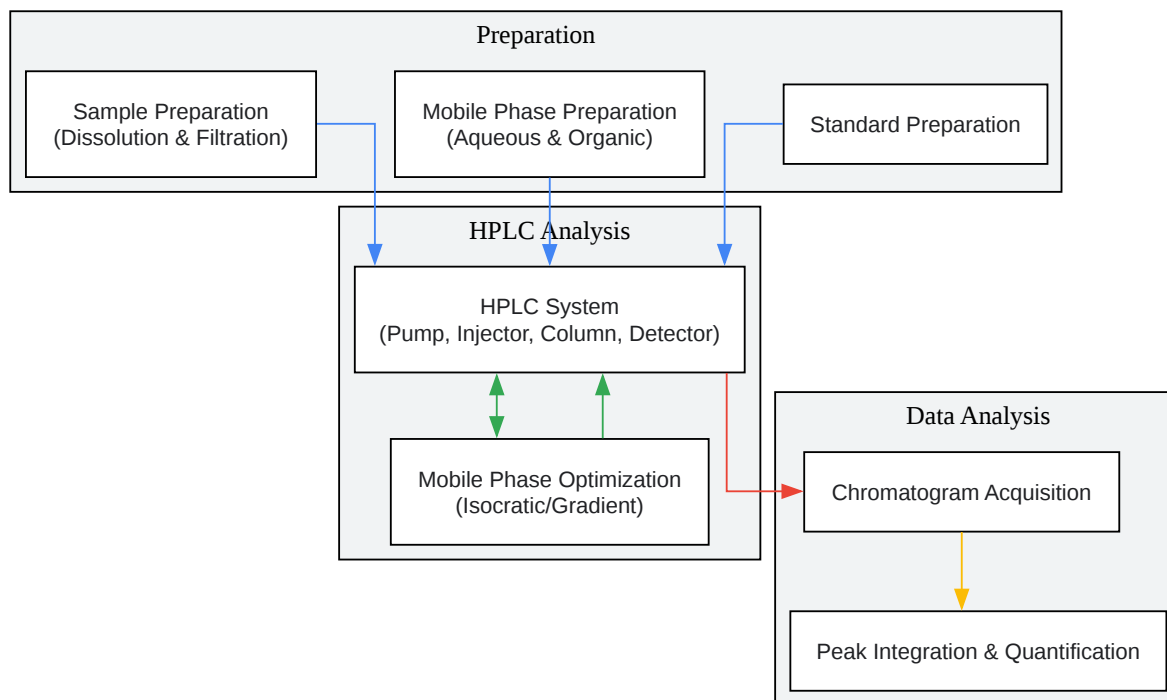 Preparation
Sample Preparation
(Dissolution & Filtration)
Mobile Phase Preparation
(Aqueous & Organic)
Standard Preparation
HPLC Analysis
HPLC System
(Pump, Injector, Column, Detector)
Mobile Phase Optimization
(Isocratic/Gradient)
Data Analysis
Chromatogram Acquisition
Peak Integration & Quantification